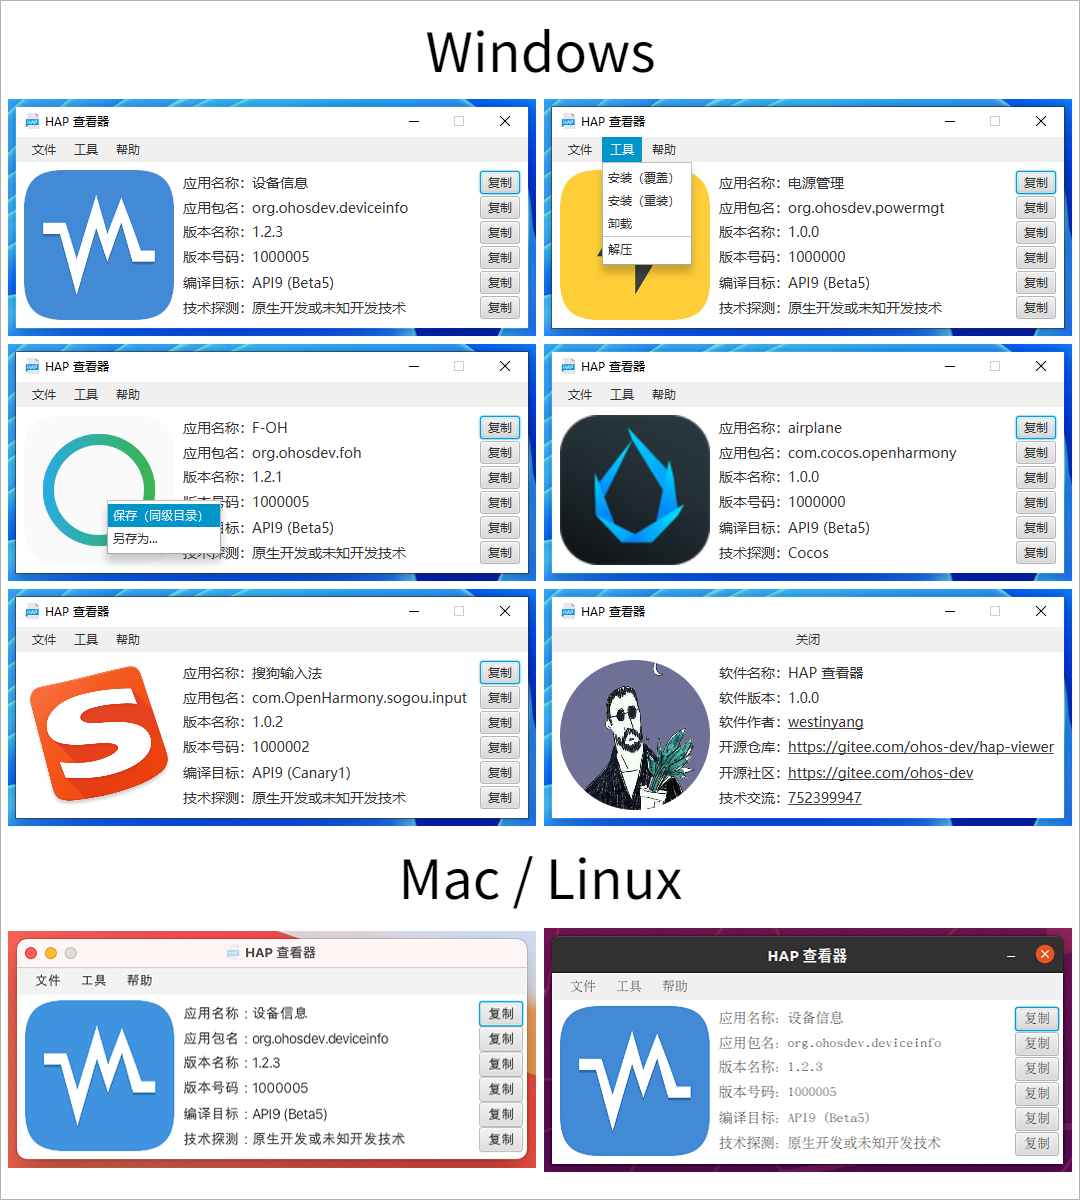 Windows
HAP 查看器
文件 工具 帮助
应用名称：设备信息 复制
应用包名：org.ohosdev.deviceinfo 复制
版本名称：1.2.3 复制
版本号码：1000005 复制
编译目标：API9 (Beta5) 复制
技术探测：原生开发或未知开发技术 复制
HAP 查看器
文件 工具 帮助
安装（覆盖）
安装（重装）
卸载
解压
应用名称：电源管理 复制
应用包名：org.ohosdev.powermgt 复制
版本名称：1.0.0 复制
版本号码：1000000 复制
编译目标：API9 (Beta5) 复制
技术探测：原生开发或未知开发技术 复制
HAP 查看器
文件 工具 帮助
应用名称：F-OH 复制
应用包名：org.ohosdev.foh 复制
版本名称：1.2.1 复制
号码：1000005 复制
保存（同级目录）
目标：API9 (Beta5) 复制
另存为...
技术探测：原生开发或未知开发技术 复制
HAP 查看器
文件 工具 帮助
应用名称：airplane 复制
应用包名：com.cocos.openharmony 复制
版本名称：1.0.0 复制
版本号码：1000000 复制
编译目标：API9 (Beta5) 复制
技术探测：Cocos 复制
HAP 查看器
文件 工具 帮助
应用名称：搜狗输入法 复制
应用包名：com.OpenHarmony.sogou.input 复制
版本名称：1.0.2 复制
版本号码：1000002 复制
编译目标：API9 (Canary1) 复制
技术探测：原生开发或未知开发技术 复制
HAP 查看器
关闭
软件名称：HAP 查看器
软件版本：1.0.0
软件作者：westinyang
开源仓库：https://gitee.com/ohos-dev/hap-viewer
开源社区：https://gitee.com/ohos-dev
技术交流：752399947
Mac / Linux
HAP 查看器
文件 工具 帮助
应用名称：设备信息 复制
应用包名：org.ohosdev.deviceinfo 复制
版本名称：1.2.3 复制
版本号码：1000005 复制
编译目标：API9 (Beta5) 复制
技术探测：原生开发或未知开发技术 复制
HAP 查看器
文件 工具 帮助
应用名称：设备信息 复制
应用包名：org.ohosdev.deviceinfo 复制
版本名称：1.2.3 复制
版本号码：1000005 复制
编译目标：API9 (Beta5) 复制
技术探测：原生开发或未知开发技术 复制